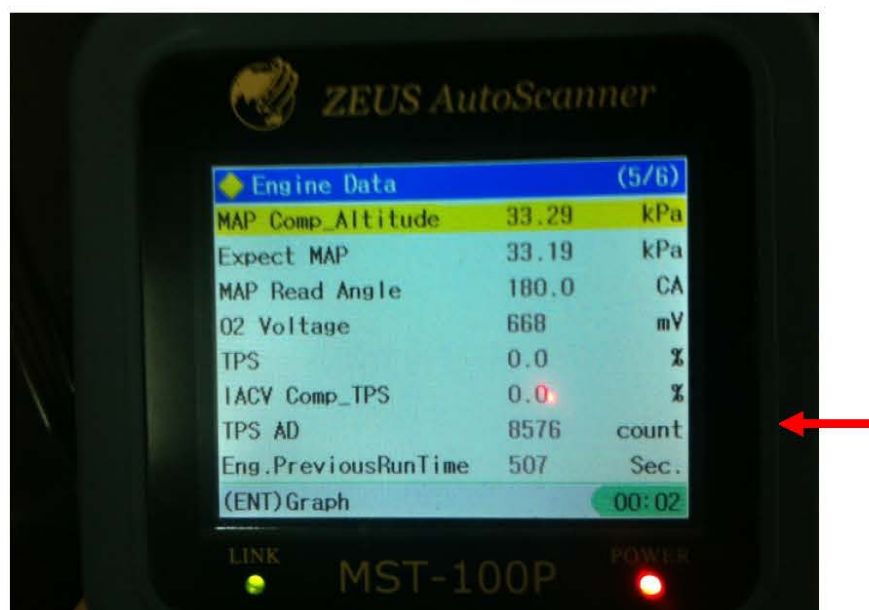 ZEUS AutoScanner
Engine Data (5/6)
MAP Comp_Altitude 33.29 kPa
Expect MAP 33.19 kPa
MAP Read Angle 180.0 CA
O2 Voltage 668 mV
TPS 0.0 %
IACV Comp_TPS 0.0 %
TPS AD 8576 count
Eng.PreviousRunTime 507 Sec.
(ENT)Graph 00:02
LINK POWER
MST-100P